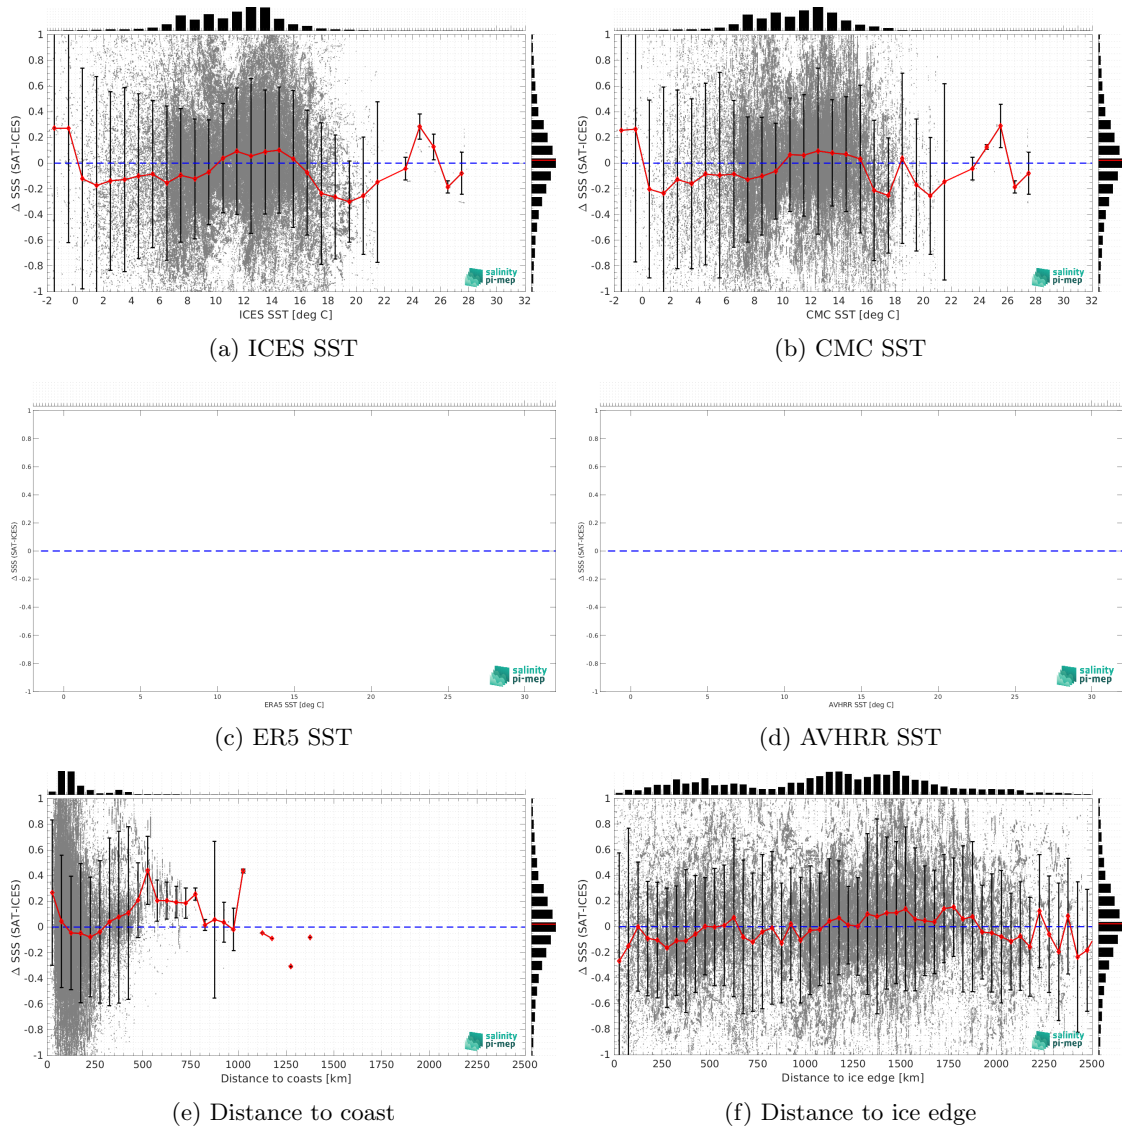 1
0.8
0.6
0.4
0.2
0
-0.2
-0.4
-0.6
-0.8
-1
Δ SSS (SAT-ICES)
-2 0 2 4 6 8 10 12 14 16 18 20 22 24 26 28 30 32
ICES SST [deg C]
salinity
pi-mep
(a) ICES SST
1
0.8
0.6
0.4
0.2
0
-0.2
-0.4
-0.6
-0.8
-1
Δ SSS (SAT-ICES)
-2 0 2 4 6 8 10 12 14 16 18 20 22 24 26 28 30 32
CMC SST [deg C]
salinity
pi-mep
(b) CMC SST
1
0.8
0.6
0.4
0.2
0
-0.2
-0.4
-0.6
-0.8
-1
Δ SSS (SAT-ICES)
0 5 10 15 20 25 30
ERA5 SST [deg C]
salinity
pi-mep
(c) ER5 SST
1
0.8
0.6
0.4
0.2
0
-0.2
-0.4
-0.6
-0.8
-1
Δ SSS (SAT-ICES)
0 5 10 15 20 25 30
AVHRR SST [deg C]
salinity
pi-mep
(d) AVHRR SST
1
0.8
0.6
0.4
0.2
0
-0.2
-0.4
-0.6
-0.8
-1
Δ SSS (SAT-ICES)
0 250 500 750 1000 1250 1500 1750 2000 2250 2500
Distance to coasts [km]
salinity
pi-mep
(e) Distance to coast
1
0.8
0.6
0.4
0.2
0
-0.2
-0.4
-0.6
-0.8
-1
Δ SSS (SAT-ICES)
0 250 500 750 1000 1250 1500 1750 2000 2250 2500
Distance to ice edge [km]
salinity
pi-mep
(f) Distance to ice edge